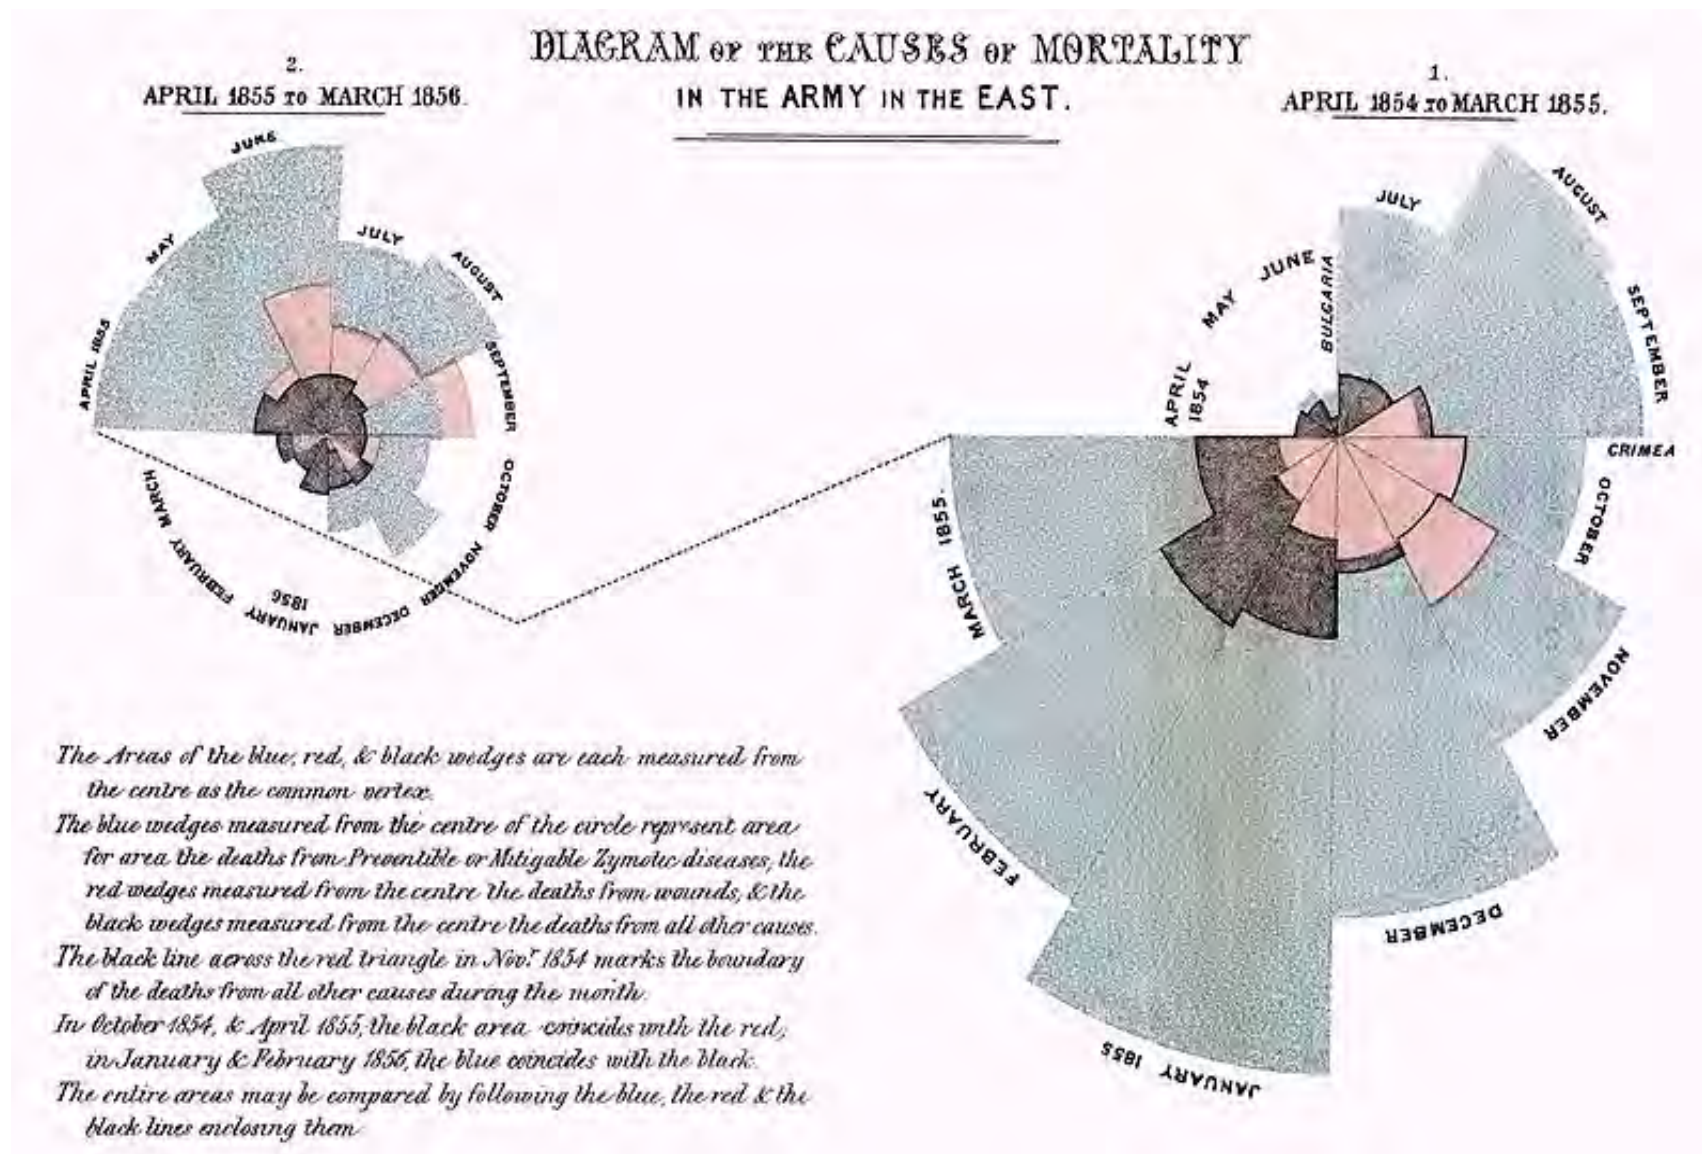 DIAGRAM OF THE CAUSES OF MORTALITY
IN THE ARMY IN THE EAST.
2.
APRIL 1855 TO MARCH 1856.
1.
APRIL 1854 TO MARCH 1855.
APRIL 1855
MAY
JUNE
JULY
AUGUST
SEPTEMBER
OCTOBER
NOVEMBER
DECEMBER
JANUARY
1856
FEBRUARY
MARCH
APRIL
1854
MAY
JUNE
BULGARIA
JULY
AUGUST
SEPTEMBER
CRIMEA
OCTOBER
NOVEMBER
DECEMBER
JANUARY 1855
FEBRUARY
MARCH 1855.
The Areas of the blue, red, & black wedges are each measured from
the centre as the common vertex.
The blue wedges measured from the centre of the circle represent area
for area the deaths from Preventible or Mitigable Zymotic diseases, the
red wedges measured from the centre the deaths from wounds, & the
black wedges measured from the centre the deaths from all other causes.
The black line across the red triangle in Novr. 1854 marks the boundary
of the deaths from all other causes during the month.
In October 1854, & April 1855, the black area coincides with the red,
in January & February 1856, the blue coincides with the black.
The entire areas may be compared by following the blue, the red & the
black lines enclosing them